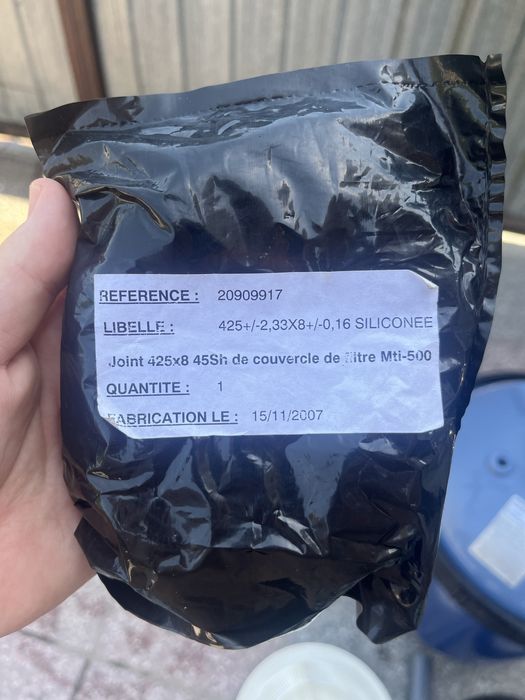 REFERENCE : 20909917
LIBELLE : 425+/-2,33X8+/-0,16 SILICONEE
Joint 425x8 45Sh de couvercle de filtre Mti-500
QUANTITE : 1
FABRICATION LE : 15/11/2007